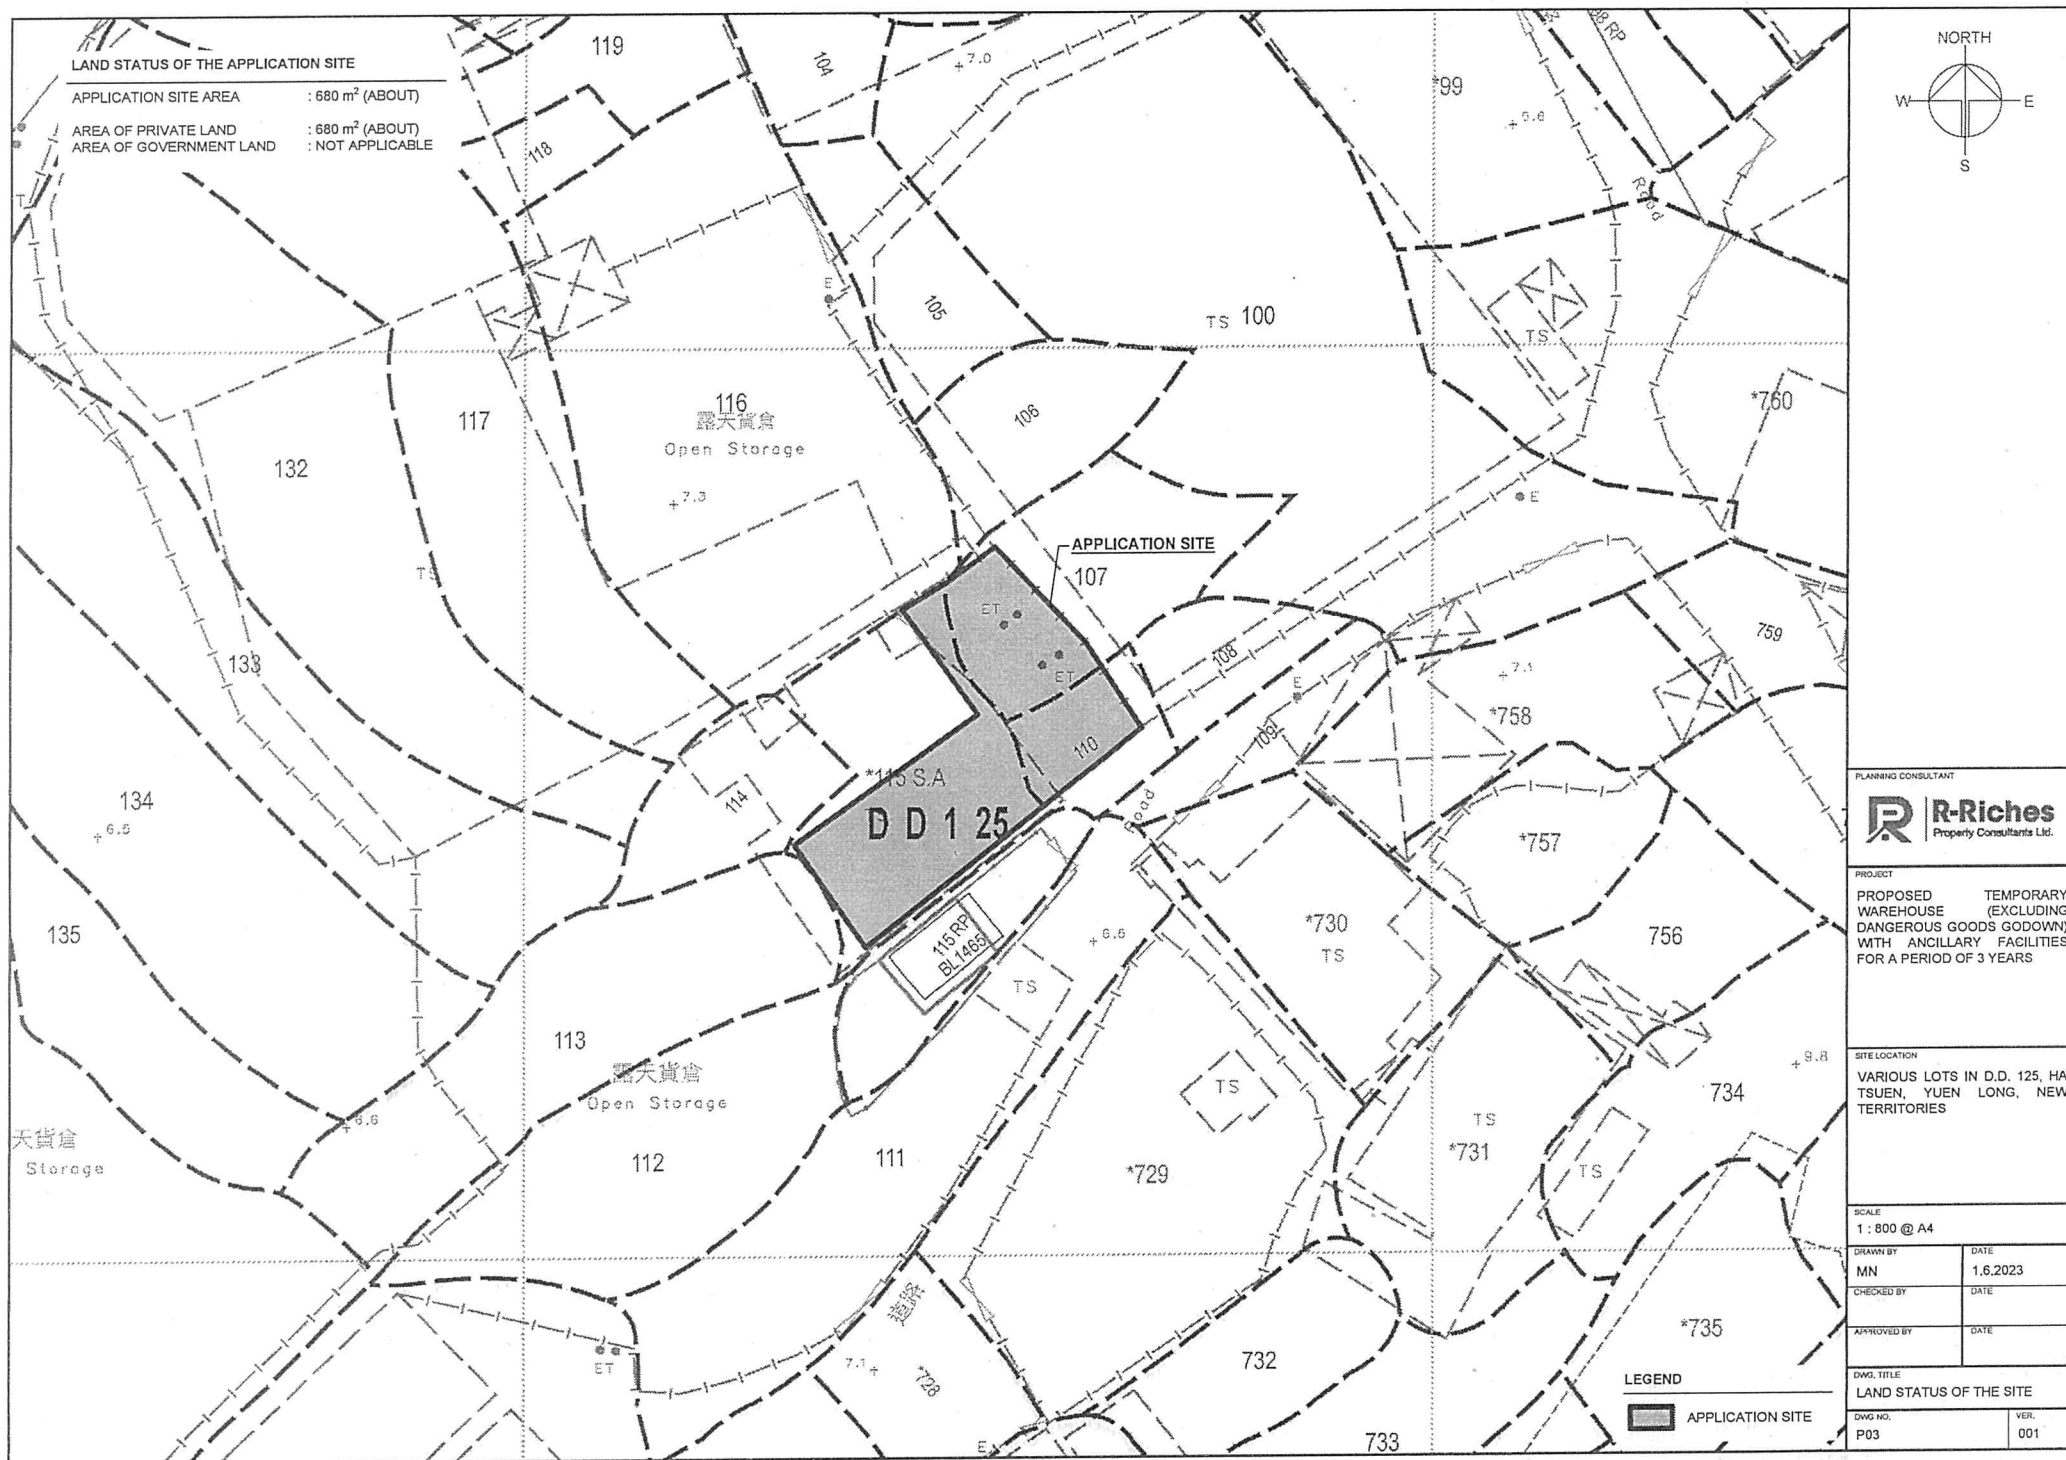 LAND STATUS OF THE APPLICATION SITE
APPLICATION SITE AREA : 680 m² (ABOUT)
AREA OF PRIVATE LAND : 680 m² (ABOUT)
AREA OF GOVERNMENT LAND : NOT APPLICABLE
119
104
+7.0
*99
+5.6
118
Road
T
E
105
TS 100
TS
117
116
露天貨倉
Open Storage
106
*760
132
+7.3
E
APPLICATION SITE
107
TS
ET
133
ET
108
759
+7.1
E
*758
110
109
*115 S.A
134
114
+6.5
D D 1 25
Road
*757
135
115 RP
BL1465
+6.5
*730
TS
756
TS
113
露天貨倉
Open Storage
TS
+9.8
734
+6.6
天貨倉
Storage
TS
*731
112
111
*729
TS
道路
*735
ET
7.1+
*728
732
E
733
LEGEND
APPLICATION SITE
NORTH
W E
S
PLANNING CONSULTANT
R-Riches
Property Consultants Ltd.
PROJECT
PROPOSED TEMPORARY
WAREHOUSE (EXCLUDING
DANGEROUS GOODS GODOWN)
WITH ANCILLARY FACILITIES
FOR A PERIOD OF 3 YEARS
SITE LOCATION
VARIOUS LOTS IN D.D. 125, HA
TSUEN, YUEN LONG, NEW
TERRITORIES
SCALE
1 : 800 @ A4
DRAWN BY DATE
MN 1.6.2023
CHECKED BY DATE
APPROVED BY DATE
DWG. TITLE
LAND STATUS OF THE SITE
DWG NO. VER.
P03 001